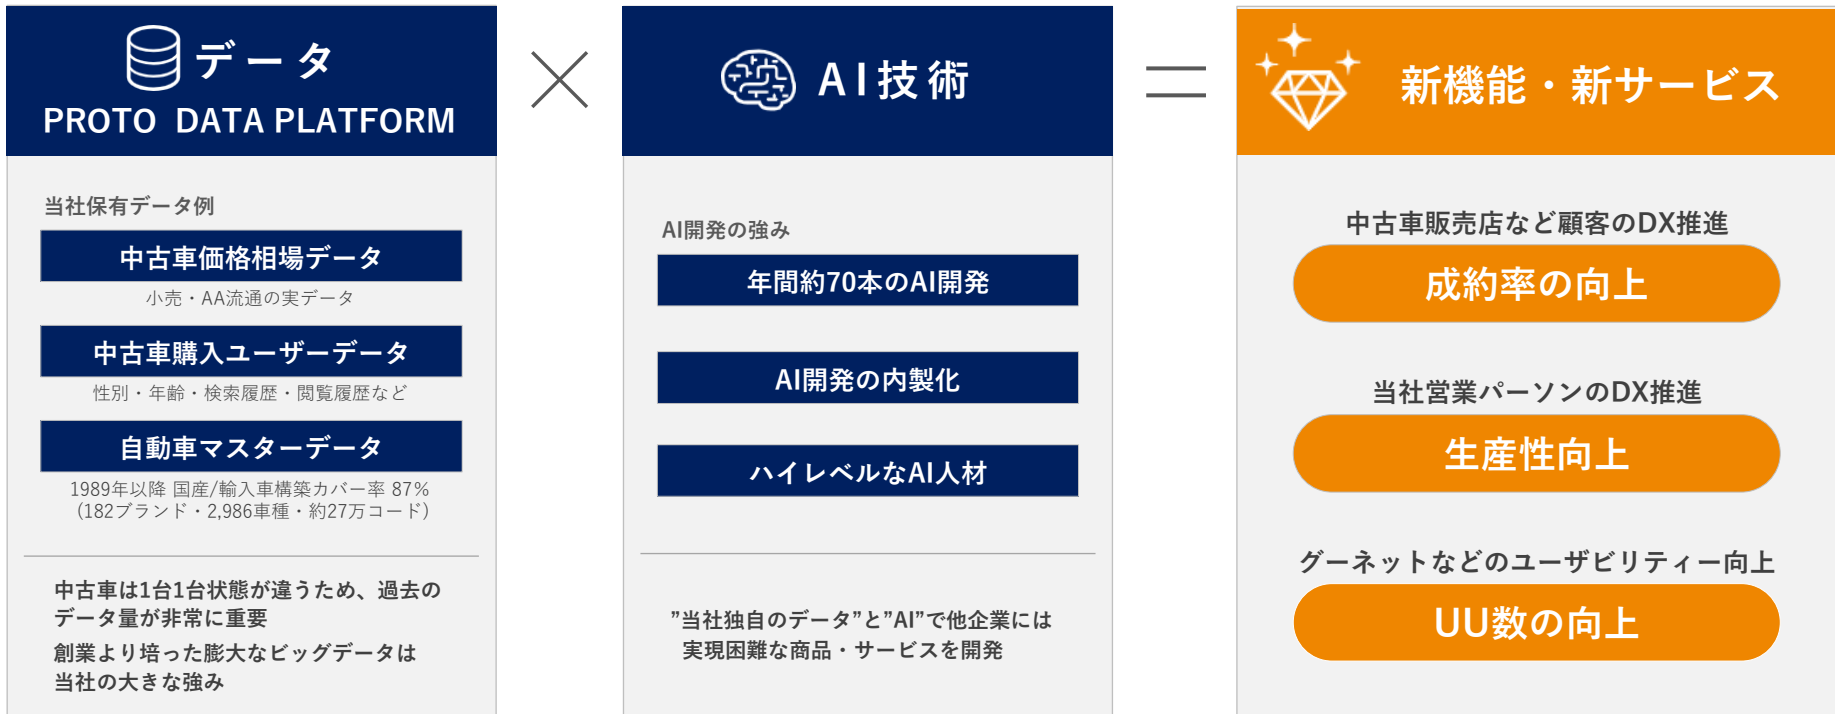 データ
PROTO DATA PLATFORM
当社保有データ例
中古車価格相場データ
小売・AA流通の実データ
中古車購入ユーザーデータ
性別・年齢・検索履歴・閲覧履歴など
自動車マスターデータ
1989年以降 国産/輸入車構築カバー率 87%
(182ブランド・2,986車種・約27万コード)
中古車は1台1台状態が違うため、過去の
データ量が非常に重要
創業より培った膨大なビッグデータは
当社の大きな強み
×
AI技術
AI開発の強み
年間約70本のAI開発
AI開発の内製化
ハイレベルなAI人材
”当社独自のデータ”と”AI”で他企業には
実現困難な商品・サービスを開発
=
新機能・新サービス
中古車販売店など顧客のDX推進
成約率の向上
当社営業パーソンのDX推進
生産性向上
グーネットなどのユーザビリティー向上
UU数の向上